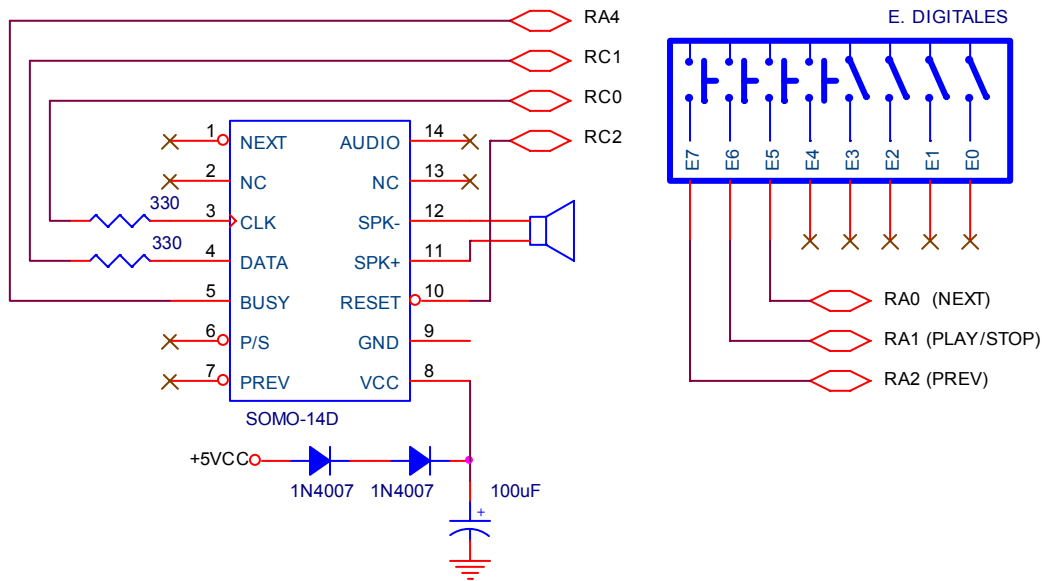 RA4
RC1
RC0
RC2
1 NEXT AUDIO 14
2 NC NC 13
330
3 CLK SPK- 12
330
4 DATA SPK+ 11
5 BUSY RESET 10
6 P/S GND 9
7 PREV VCC 8
SOMO-14D
+5VCC
1N4007 1N4007 100uF
+
E. DIGITALES
E7 E6 E5 E4 E3 E2 E1 E0
RA0 (NEXT)
RA1 (PLAY/STOP)
RA2 (PREV)